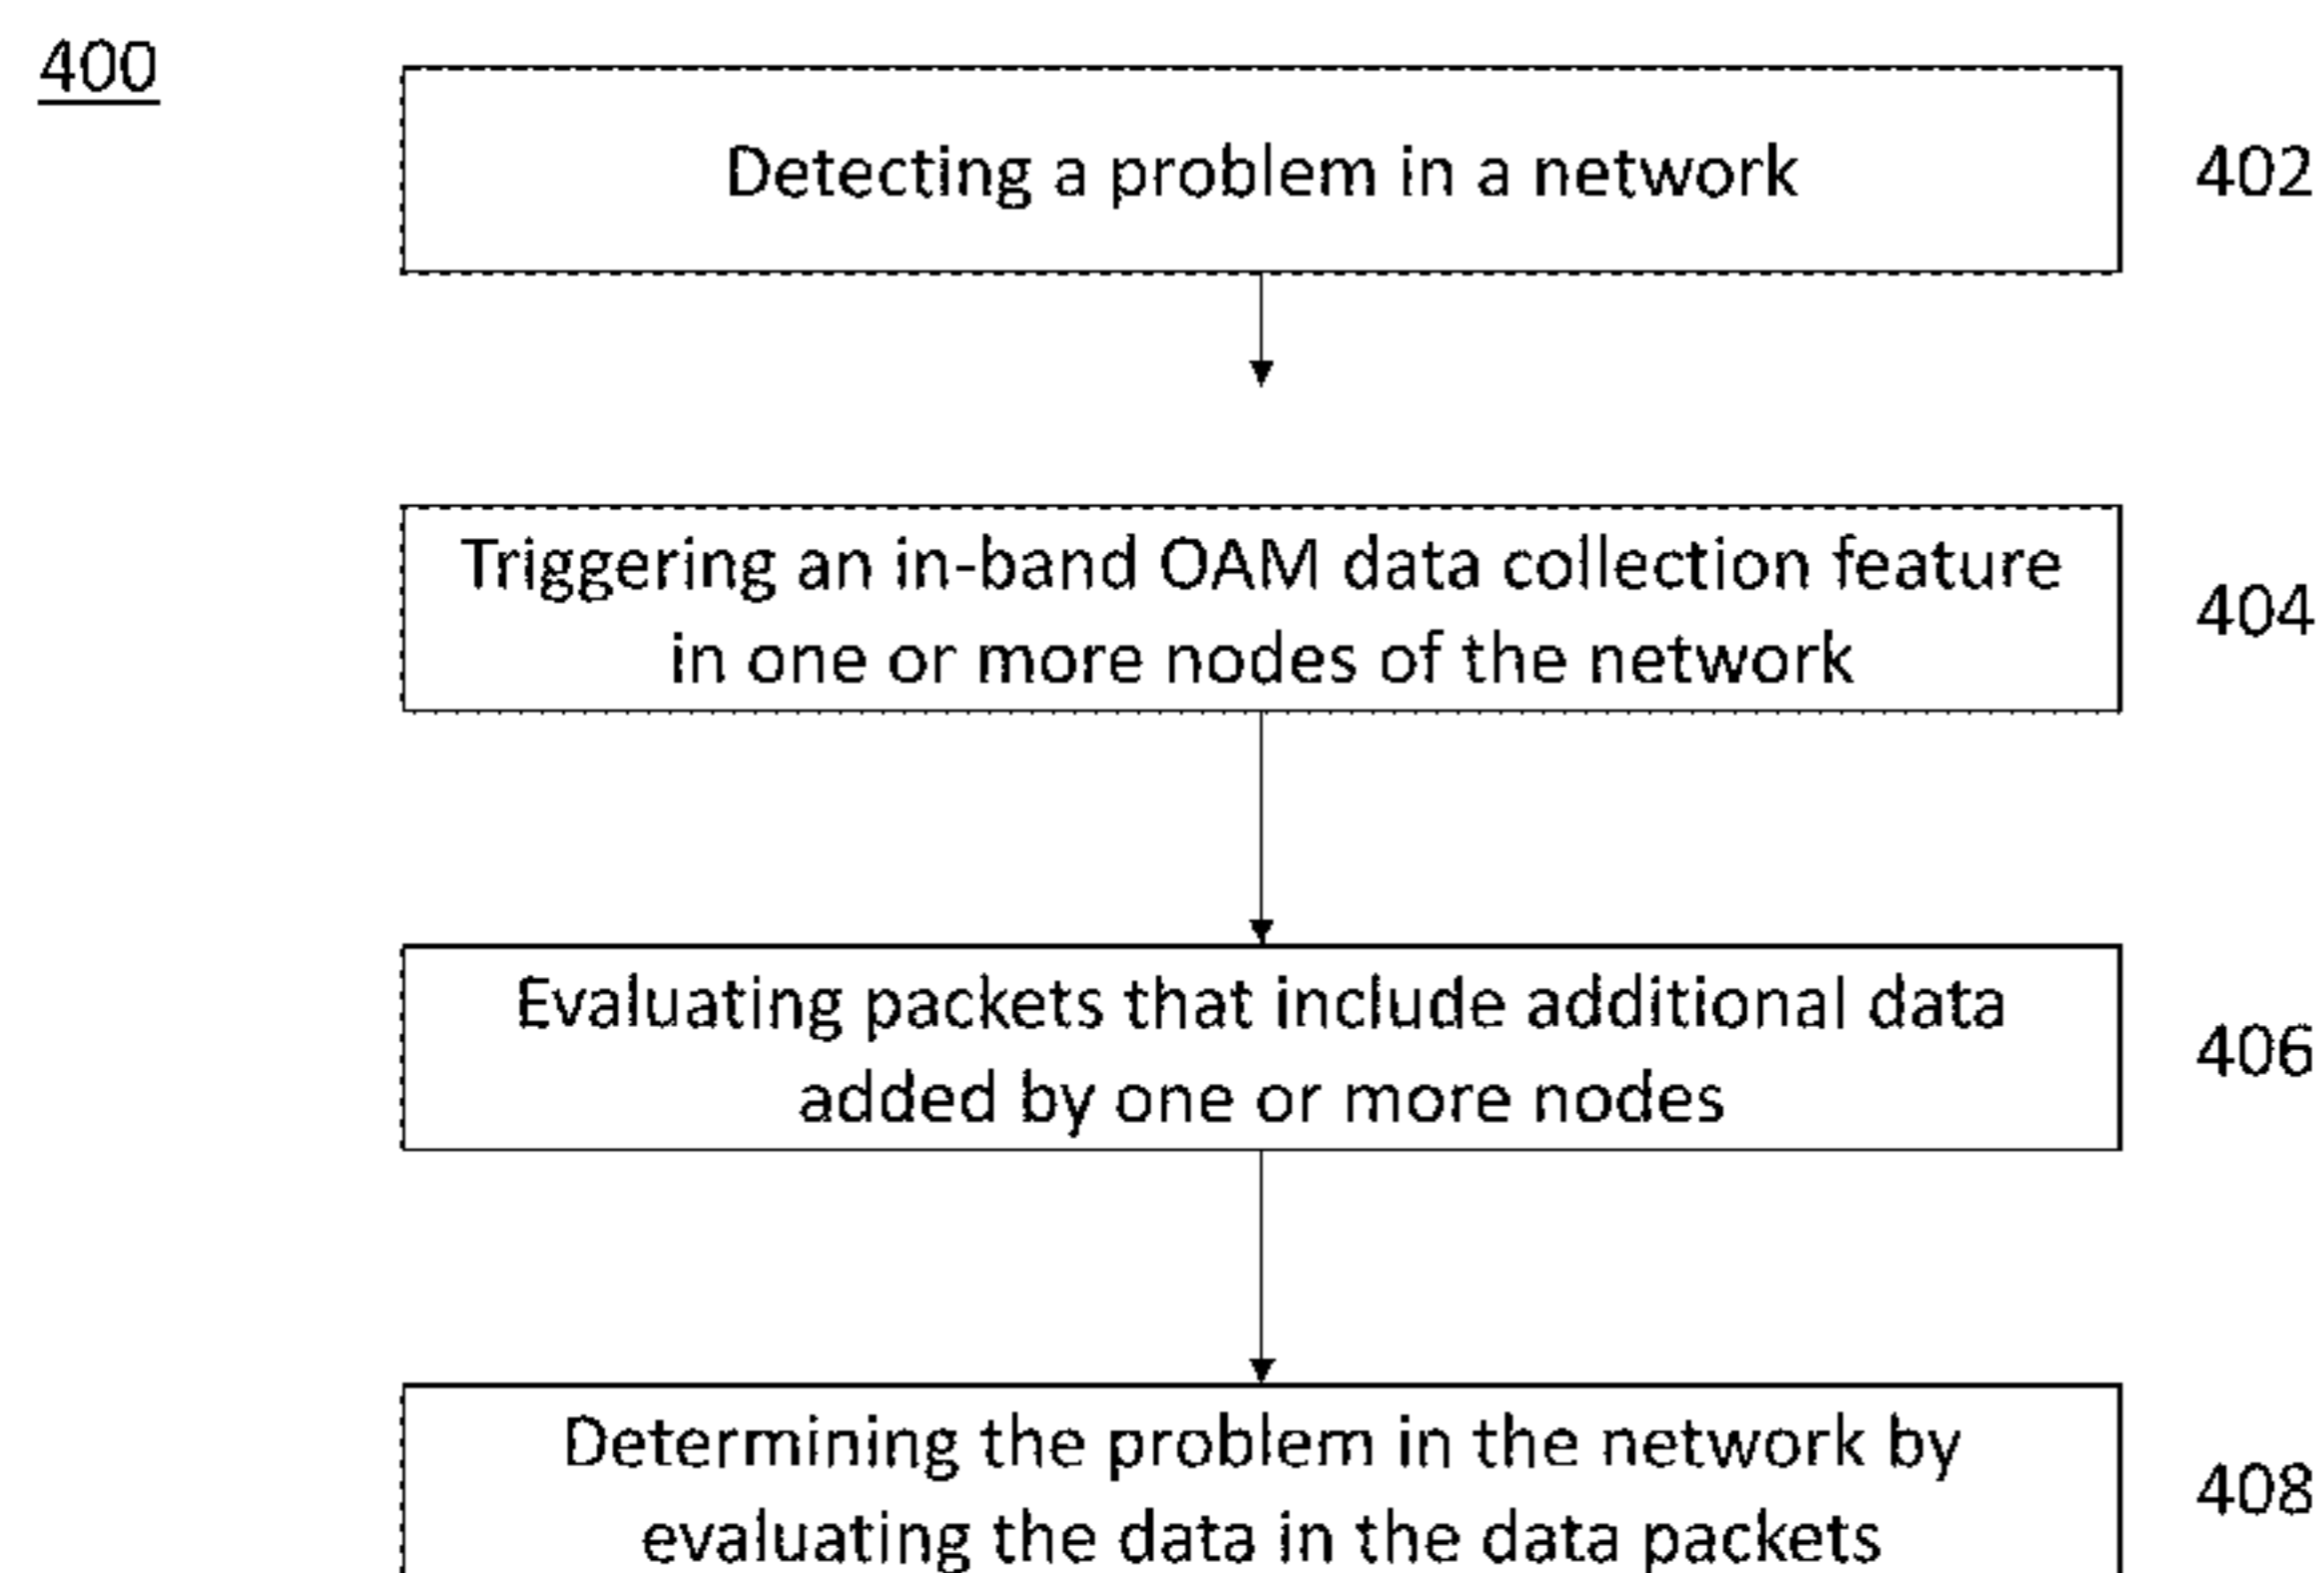 400
Detecting a problem in a network
402
Triggering an in-band OAM data collection feature
in one or more nodes of the network
404
Evaluating packets that include additional data
added by one or more nodes
406
Determining the problem in the network by
evaluating the data in the data packets
408